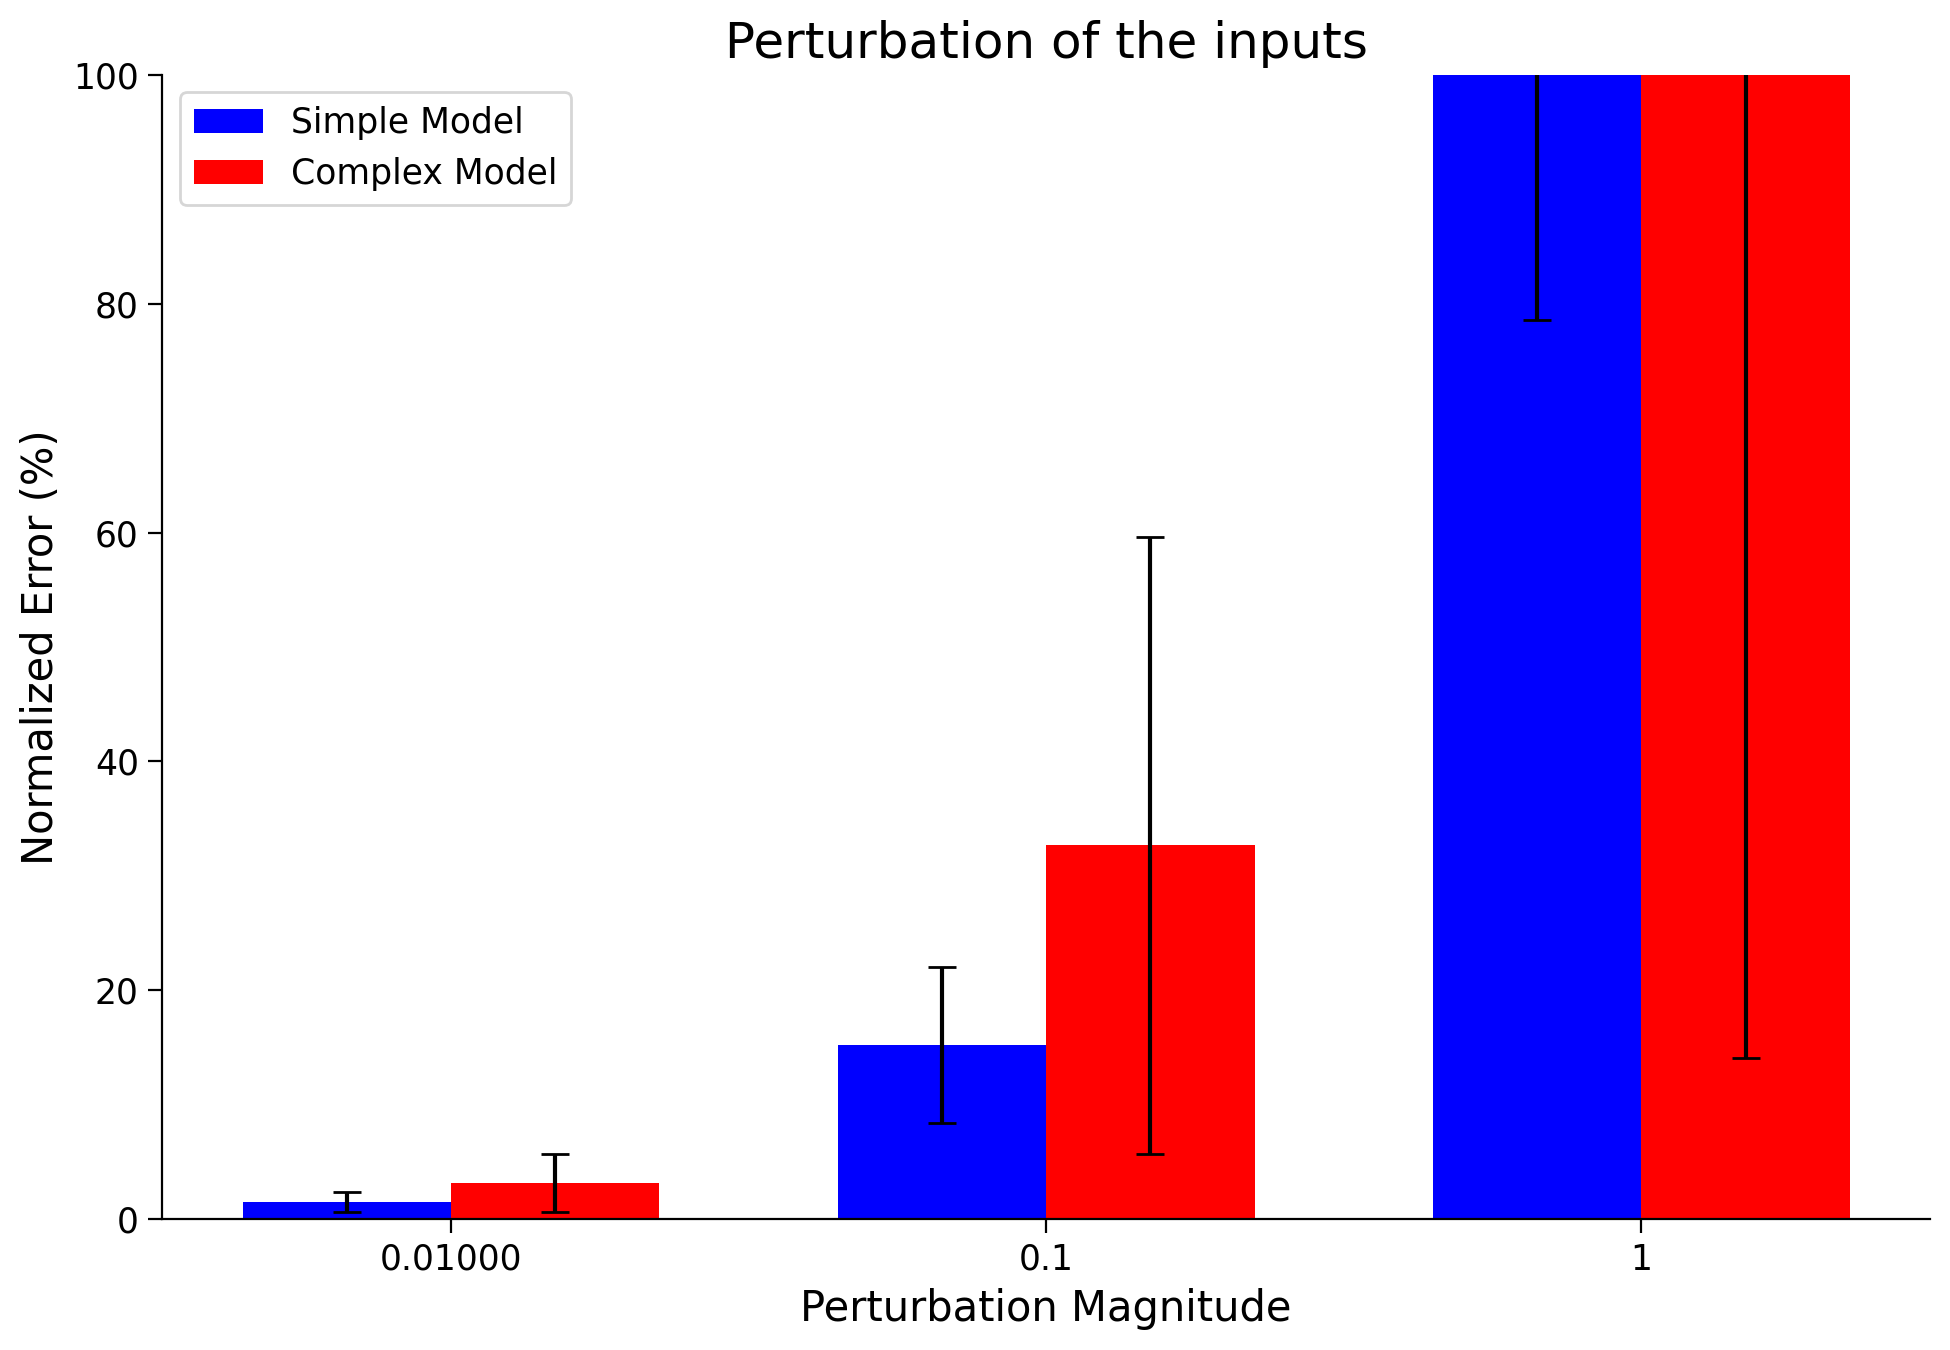 Perturbation of the inputs
100
80
60
40
20
0
Normalized Error (%)
Simple Model
Complex Model
0.01000
0.1
1
Perturbation Magnitude